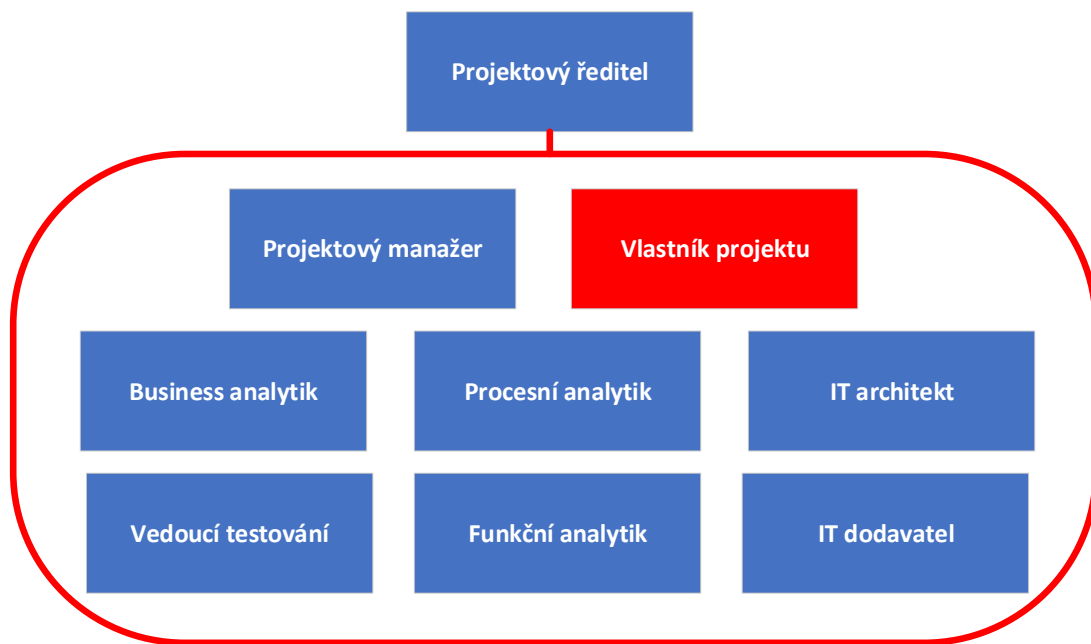 Projektový ředitel
Projektový manažer
Vlastník projektu
Business analytik
Procesní analytik
IT architekt
Vedoucí testování
Funkční analytik
IT dodavatel